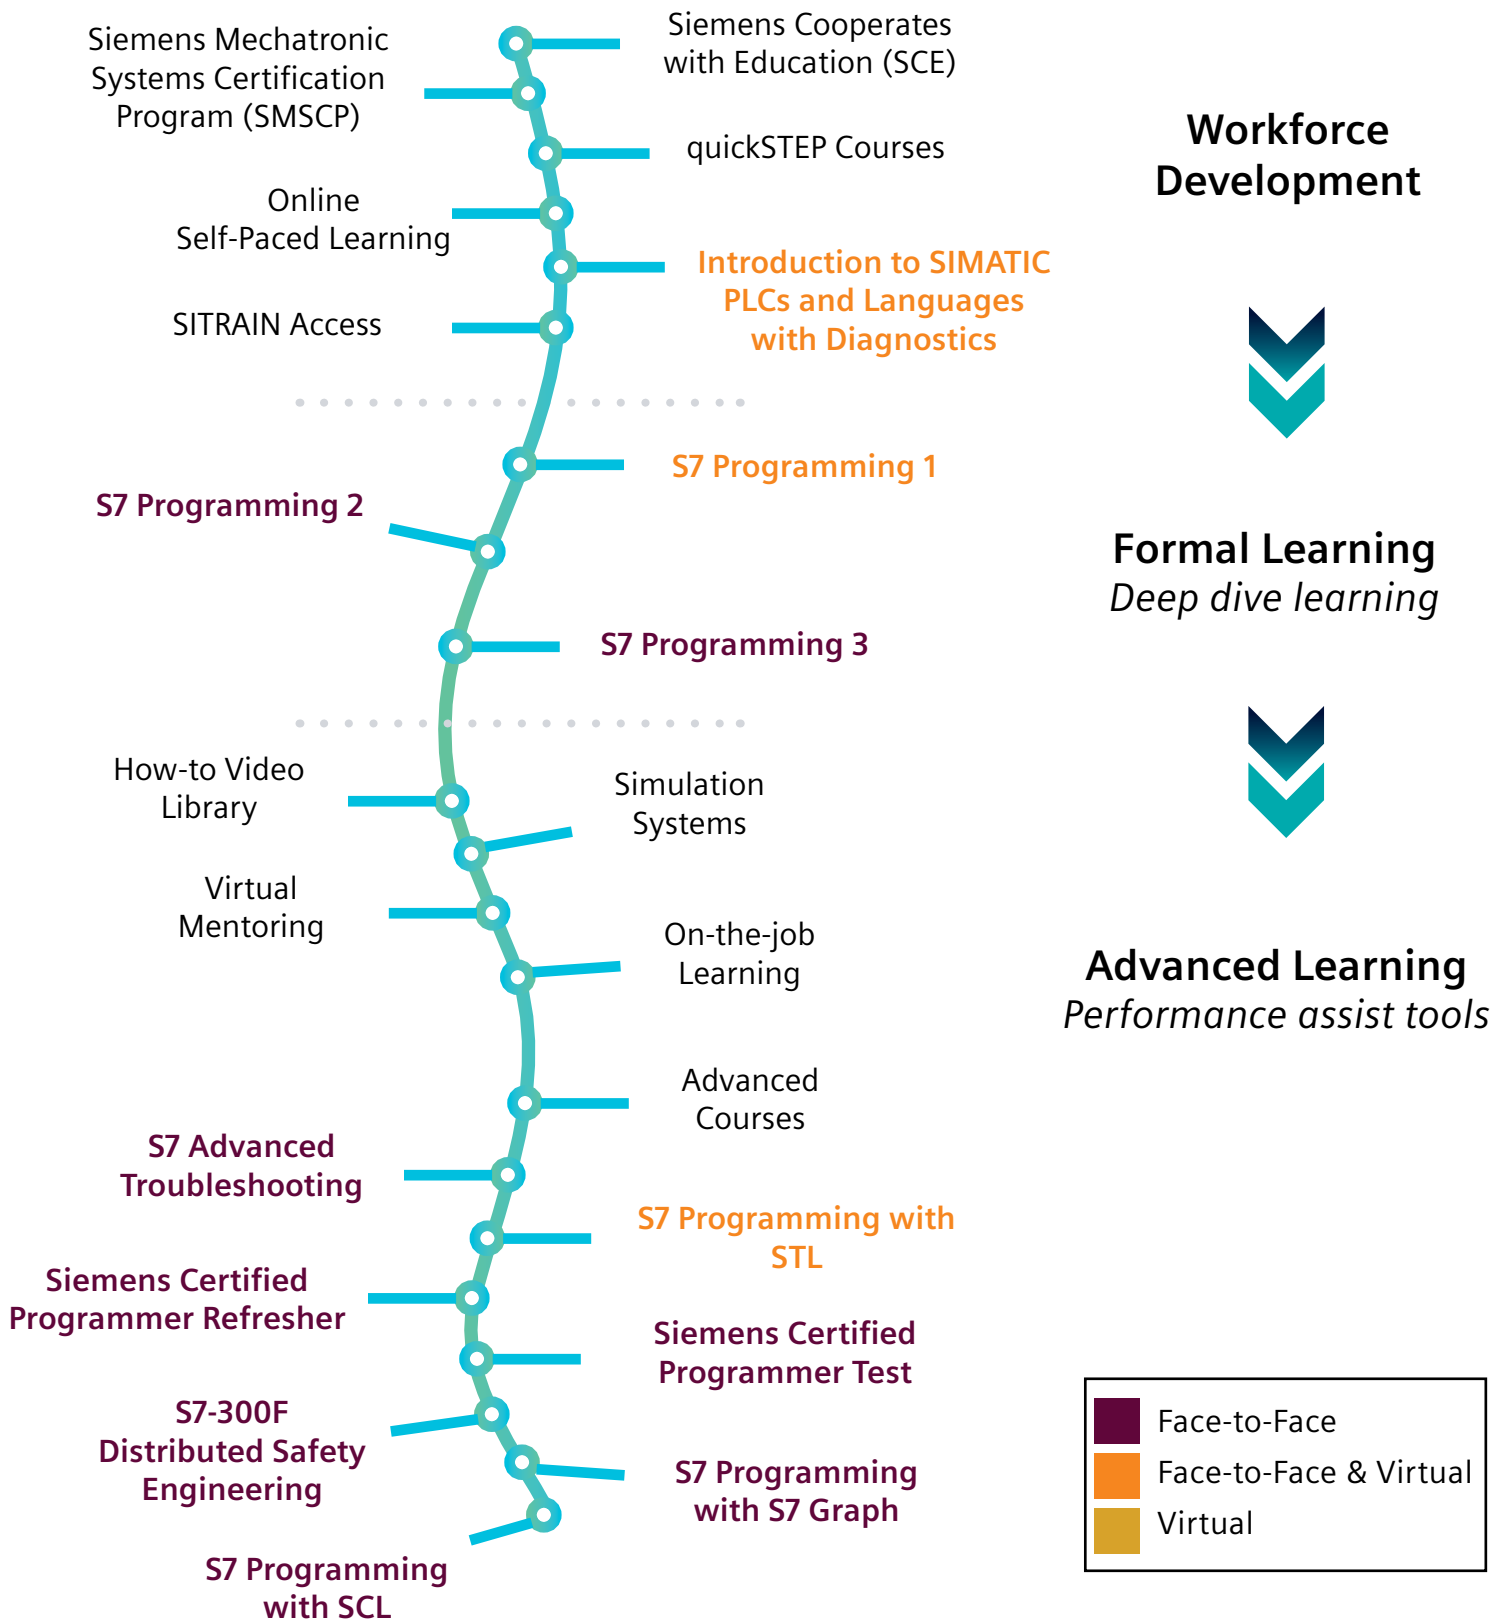 Siemens Mechatronic
Systems Certification
Program (SMSCP)
Siemens Cooperates
with Education (SCE)
quickSTEP Courses
Online
Self-Paced Learning
Introduction to SIMATIC
PLCs and Languages
with Diagnostics
SITRAIN Access
Workforce
Development
S7 Programming 1
S7 Programming 2
S7 Programming 3
Formal Learning
Deep dive learning
How-to Video
Library
Simulation
Systems
Virtual
Mentoring
On-the-job
Learning
Advanced Learning
Performance assist tools
Advanced
Courses
S7 Advanced
Troubleshooting
S7 Programming with
STL
Siemens Certified
Programmer Refresher
Siemens Certified
Programmer Test
S7-300F
Distributed Safety
Engineering
S7 Programming
with S7 Graph
S7 Programming
with SCL
Face-to-Face
Face-to-Face & Virtual
Virtual